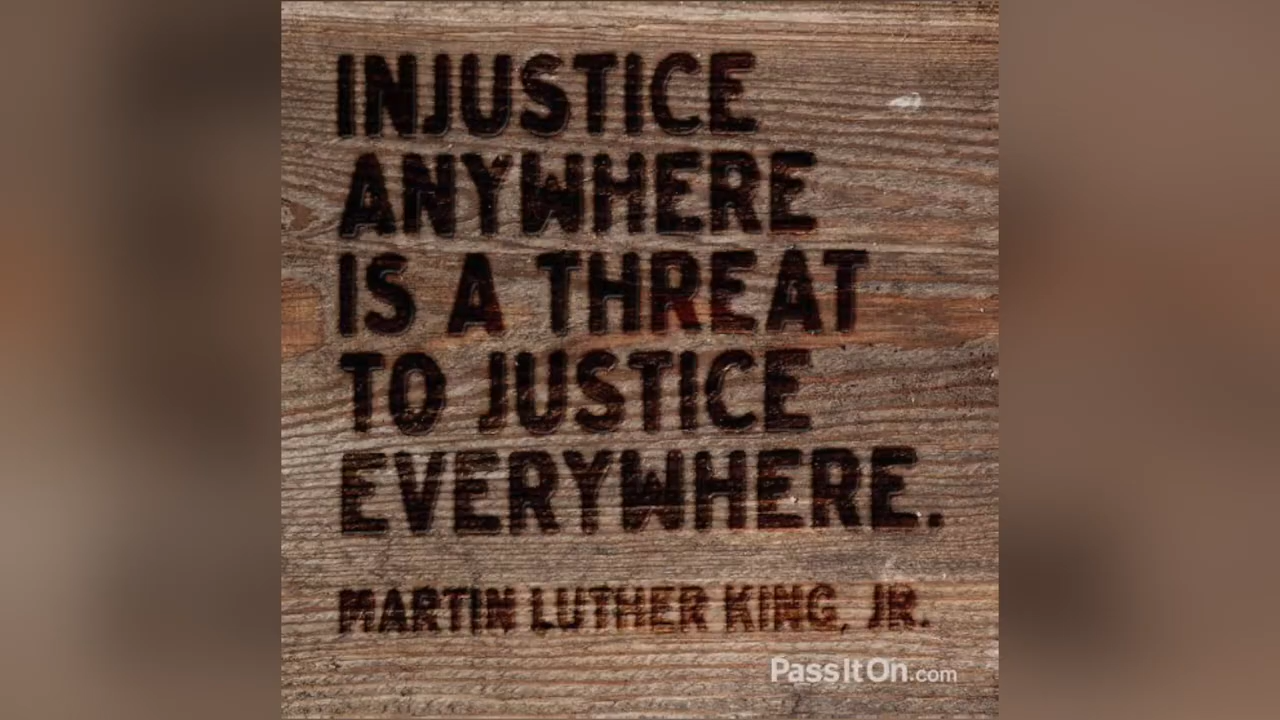 INJUSTICE
ANYWHERE
IS A THREAT
TO JUSTICE
EVERYWHERE.
MARTIN LUTHER KING, JR.
PassItOn.com